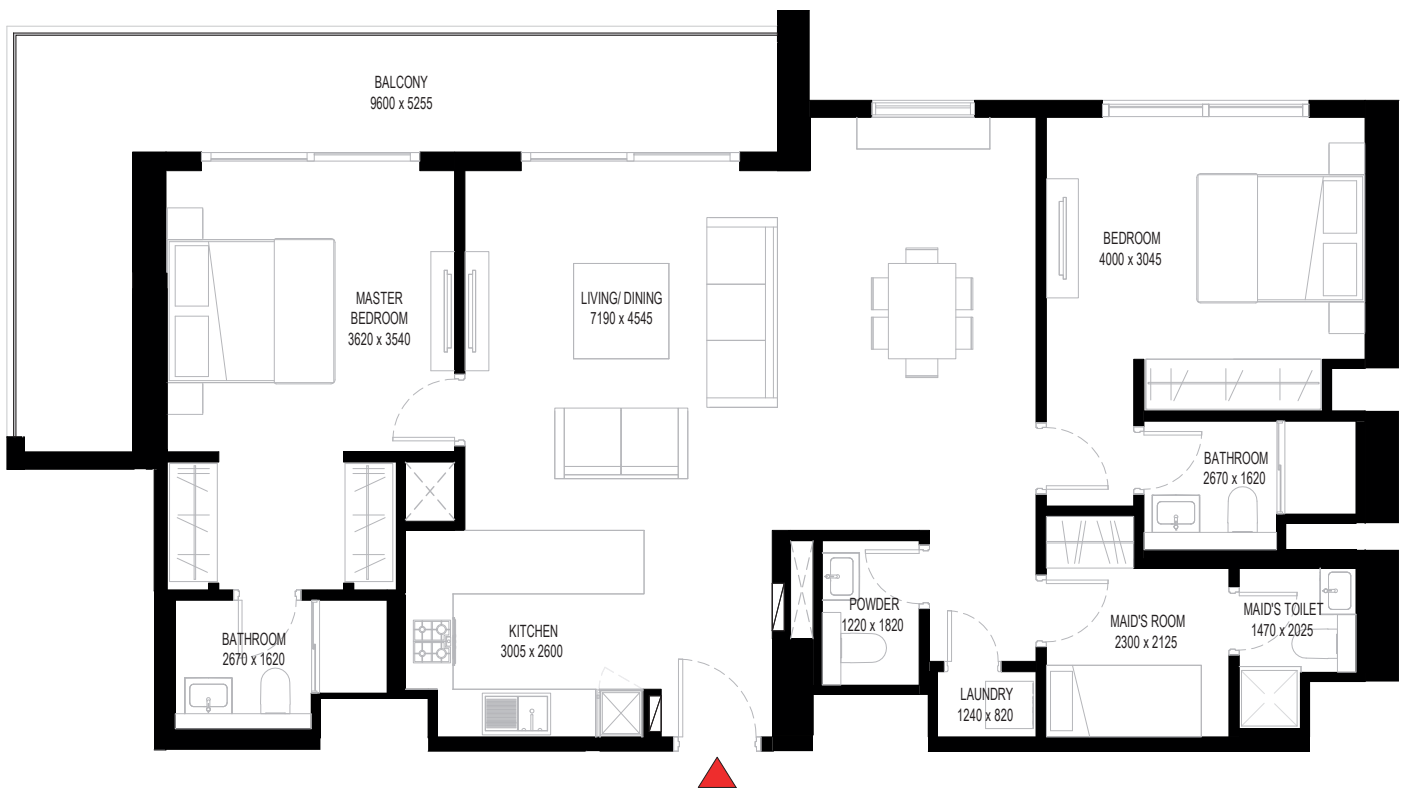 BALCONY
9600 x 5255
MASTER
BEDROOM
3620 x 3540
LIVING/ DINING
7190 x 4545
BEDROOM
4000 x 3045
BATHROOM
2670 x 1620
BATHROOM
2670 x 1620
KITCHEN
3005 x 2600
POWDER
1220 x 1820
LAUNDRY
1240 x 820
MAID'S ROOM
2300 x 2125
MAID'S TOILET
1470 x 2025